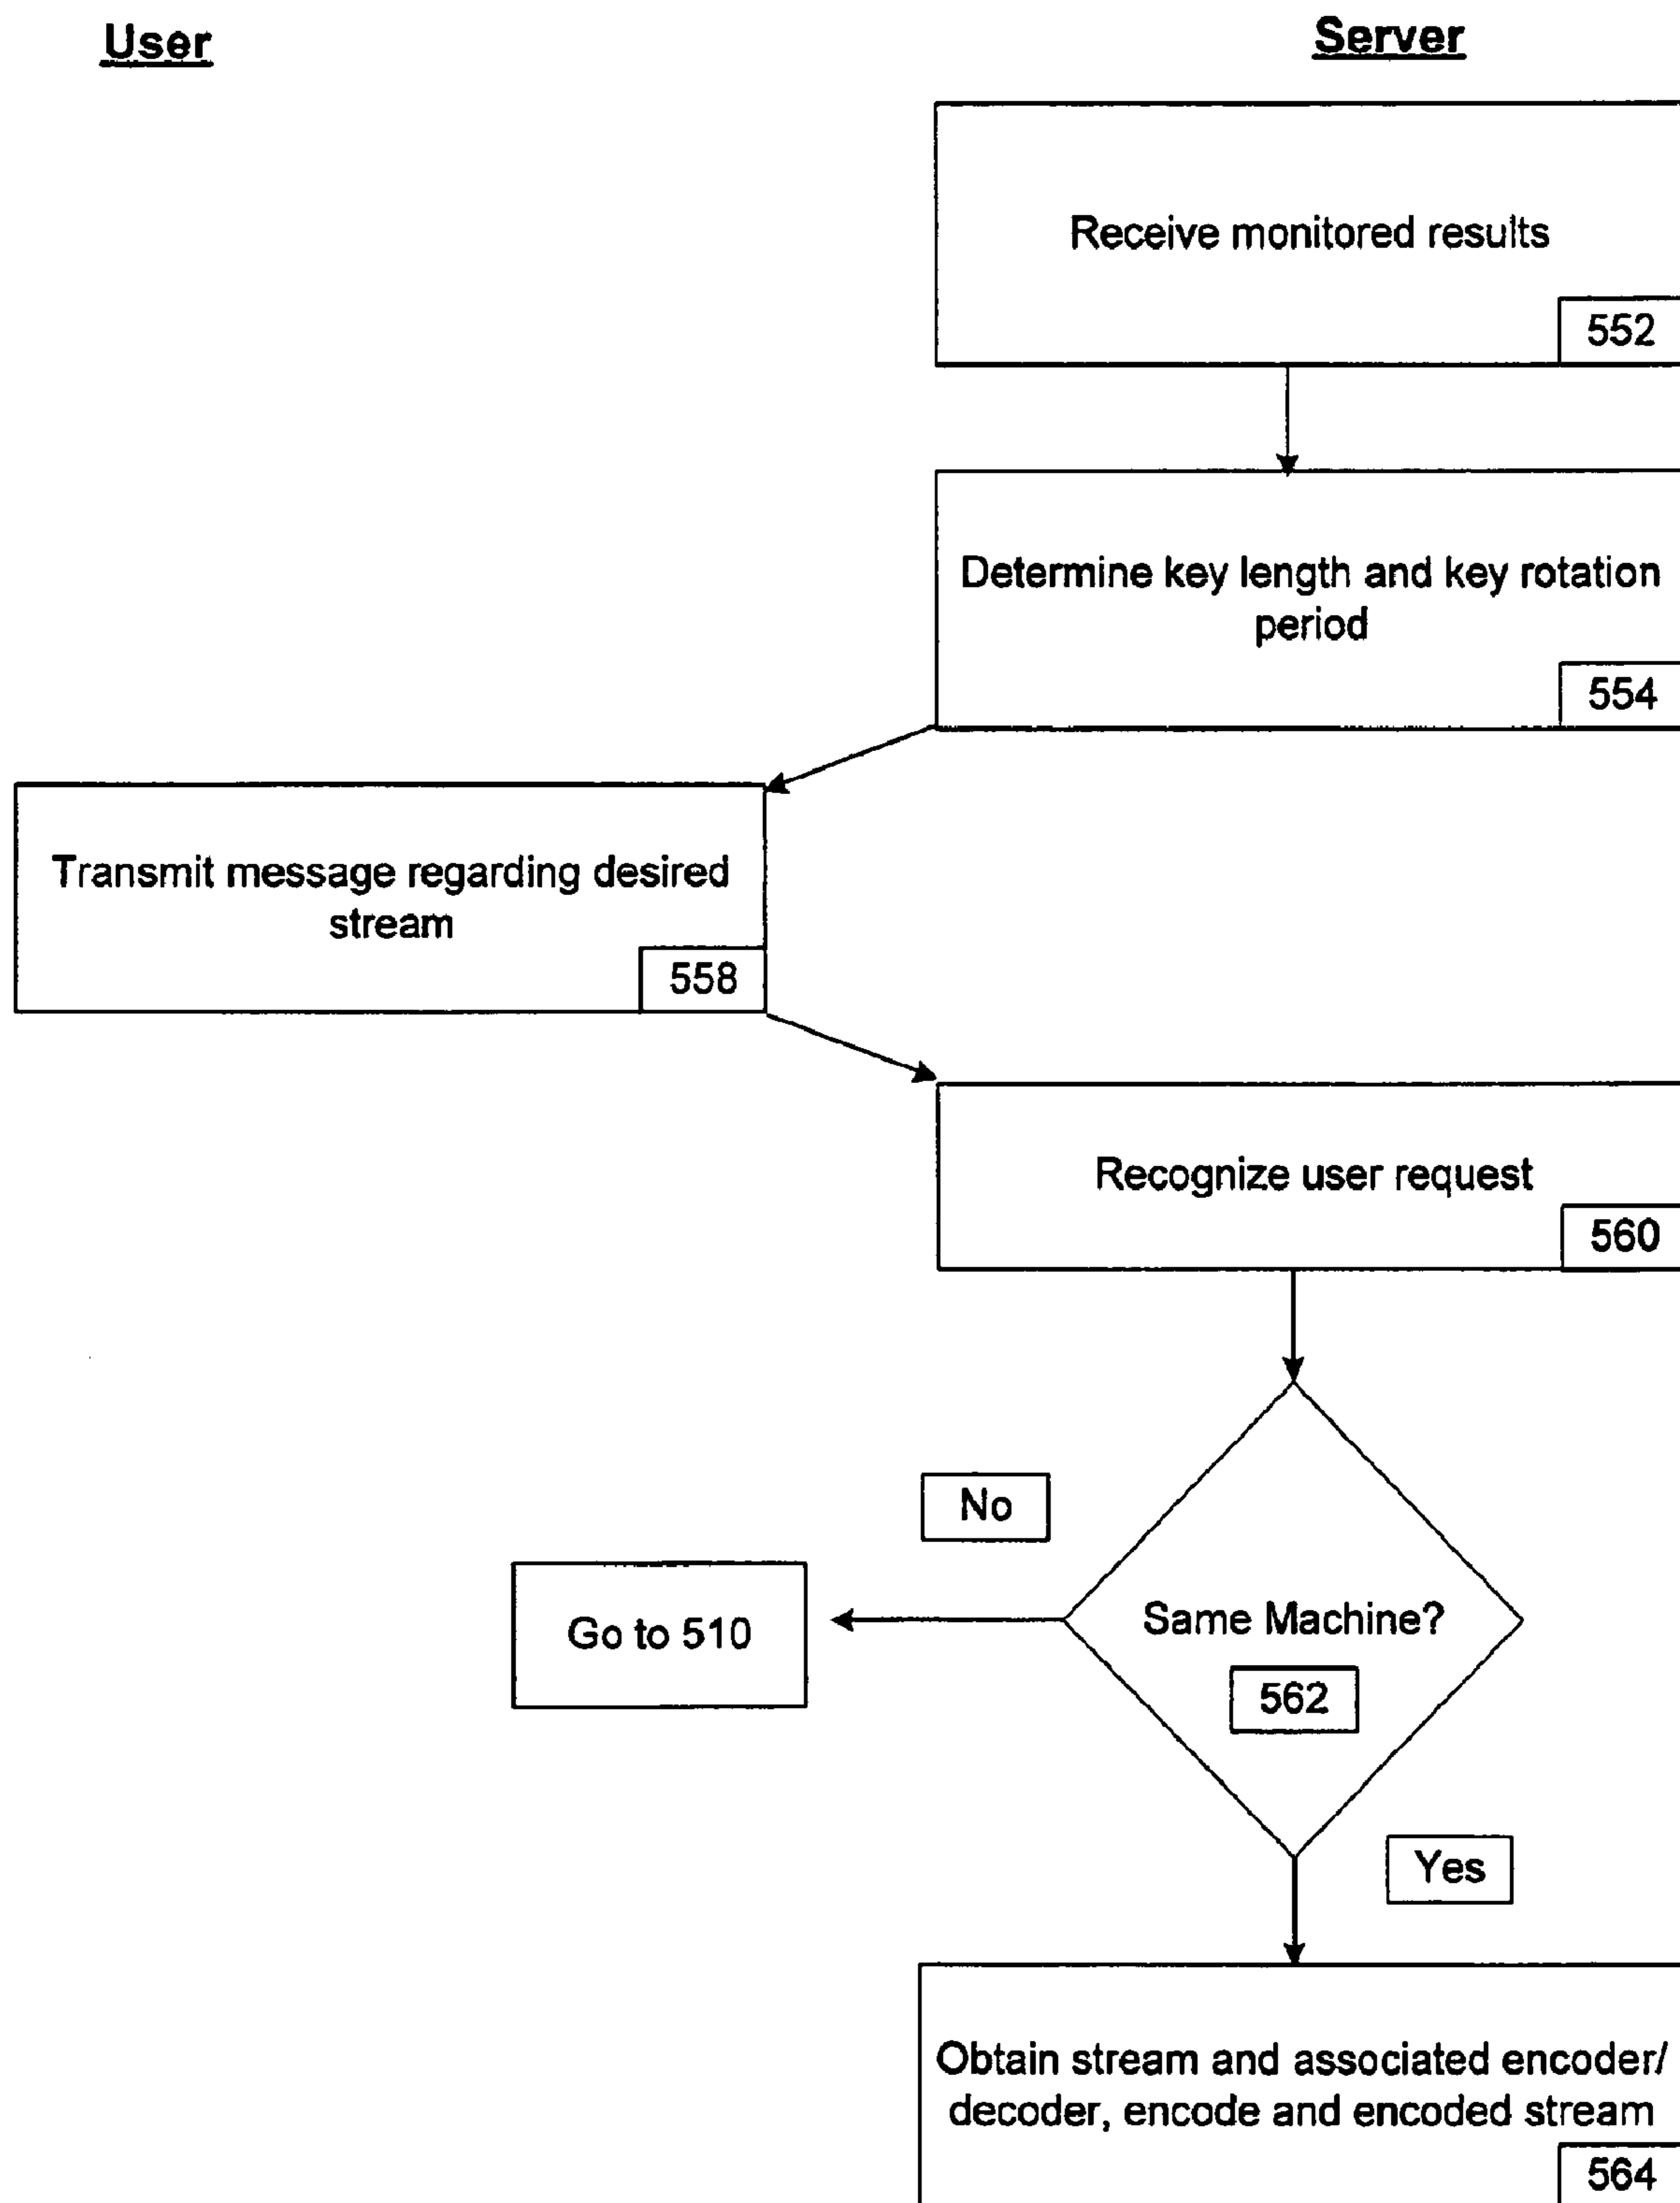 User
Server
Receive monitored results
552
Determine key length and key rotation
period
554
Transmit message regarding desired
stream
558
Recognize user request
560
No
Go to 510
Same Machine?
562
Yes
Obtain stream and associated encoder/
decoder, encode and encoded stream
564